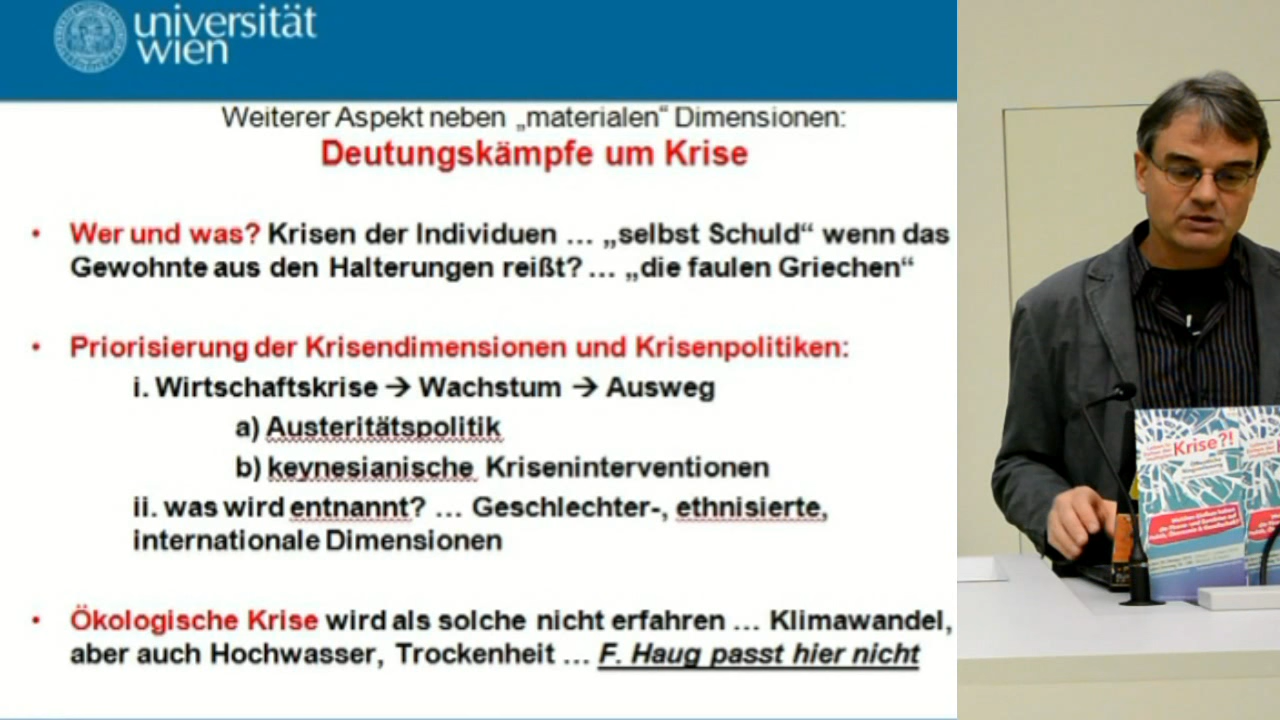 universität
wien
Weiterer Aspekt neben „materialen“ Dimensionen:
Deutungskämpfe um Krise
• Wer und was? Krisen der Individuen … „selbst Schuld“ wenn das
Gewohnte aus den Halterungen reißt? … „die faulen Griechen“
• Priorisierung der Krisendimensionen und Krisenpolitiken:
i. Wirtschaftskrise → Wachstum → Ausweg
a) Austeritätspolitik
b) keynesianische Kriseninterventionen
ii. was wird entnannt? … Geschlechter-, ethnisierte,
internationale Dimensionen
• Ökologische Krise wird als solche nicht erfahren … Klimawandel,
aber auch Hochwasser, Trockenheit … F. Haug passt hier nicht
Krise?!